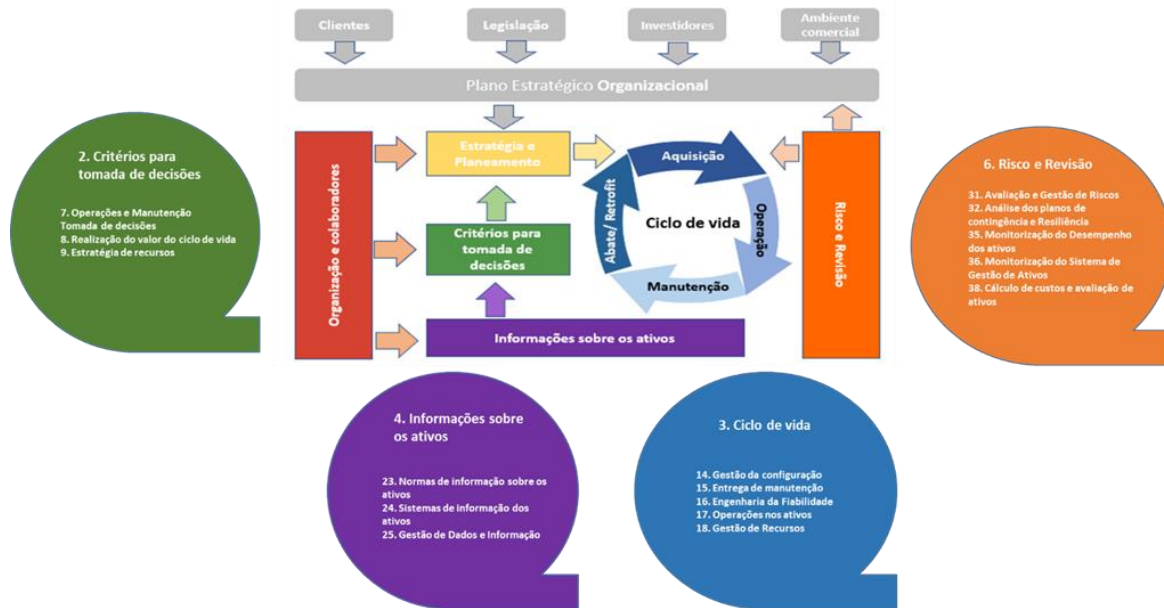 Clientes
Legislação
Investidores
Ambiente
comercial
Plano Estratégico Organizacional
Organização e colaboradores
Estratégia e
Planeamento
Critérios para
tomada de
decisões
Informações sobre os ativos
Aquisição
Operação
Manutenção
Abate/ Retrofit
Ciclo de vida
Risco e Revisão
2. Critérios para
tomada de decisões
7. Operações e Manutenção
Tomada de decisões
8. Realização do valor do ciclo de vida
9. Estratégia de recursos
6. Risco e Revisão
31. Avaliação e Gestão de Riscos
32. Análise dos planos de
contingência e Resiliência
35. Monitorização do Desempenho
dos ativos
36. Monitorização do Sistema de
Gestão de Ativos
38. Cálculo de custos e avaliação de
ativos
4. Informações sobre
os ativos
23. Normas de informação sobre os
ativos
24. Sistemas de informação dos
ativos
25. Gestão de Dados e Informação
3. Ciclo de vida
14. Gestão da configuração
15. Entrega de manutenção
16. Engenharia da Fiabilidade
17. Operações nos ativos
18. Gestão de Recursos